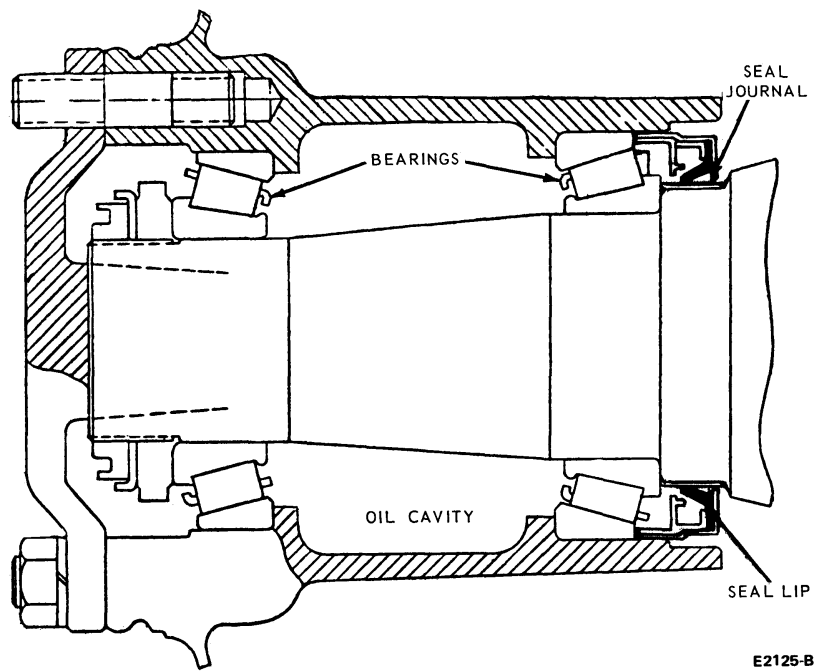 SEAL
JOURNAL
BEARINGS
OIL CAVITY
SEAL LIP
E2125-B